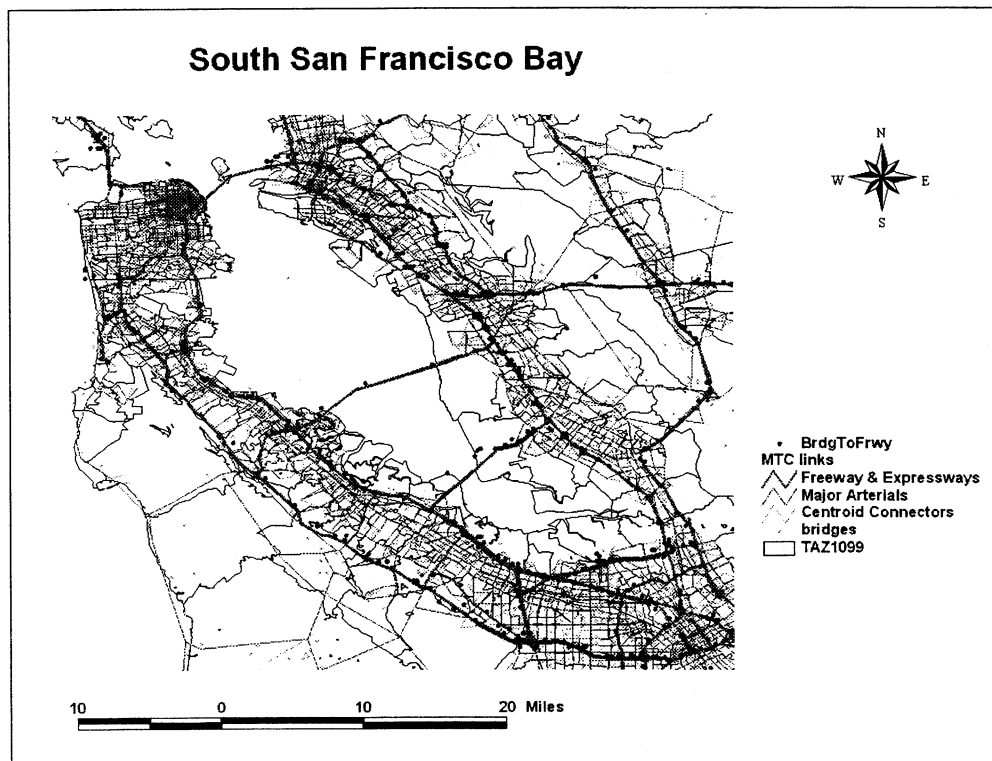 South San Francisco Bay
N
W E
S
BrdgToFrwy
MTC links
Freeway & Expressways
Major Arterials
Centroid Connectors
bridges
TAZ1099
10 0 10 20 Miles